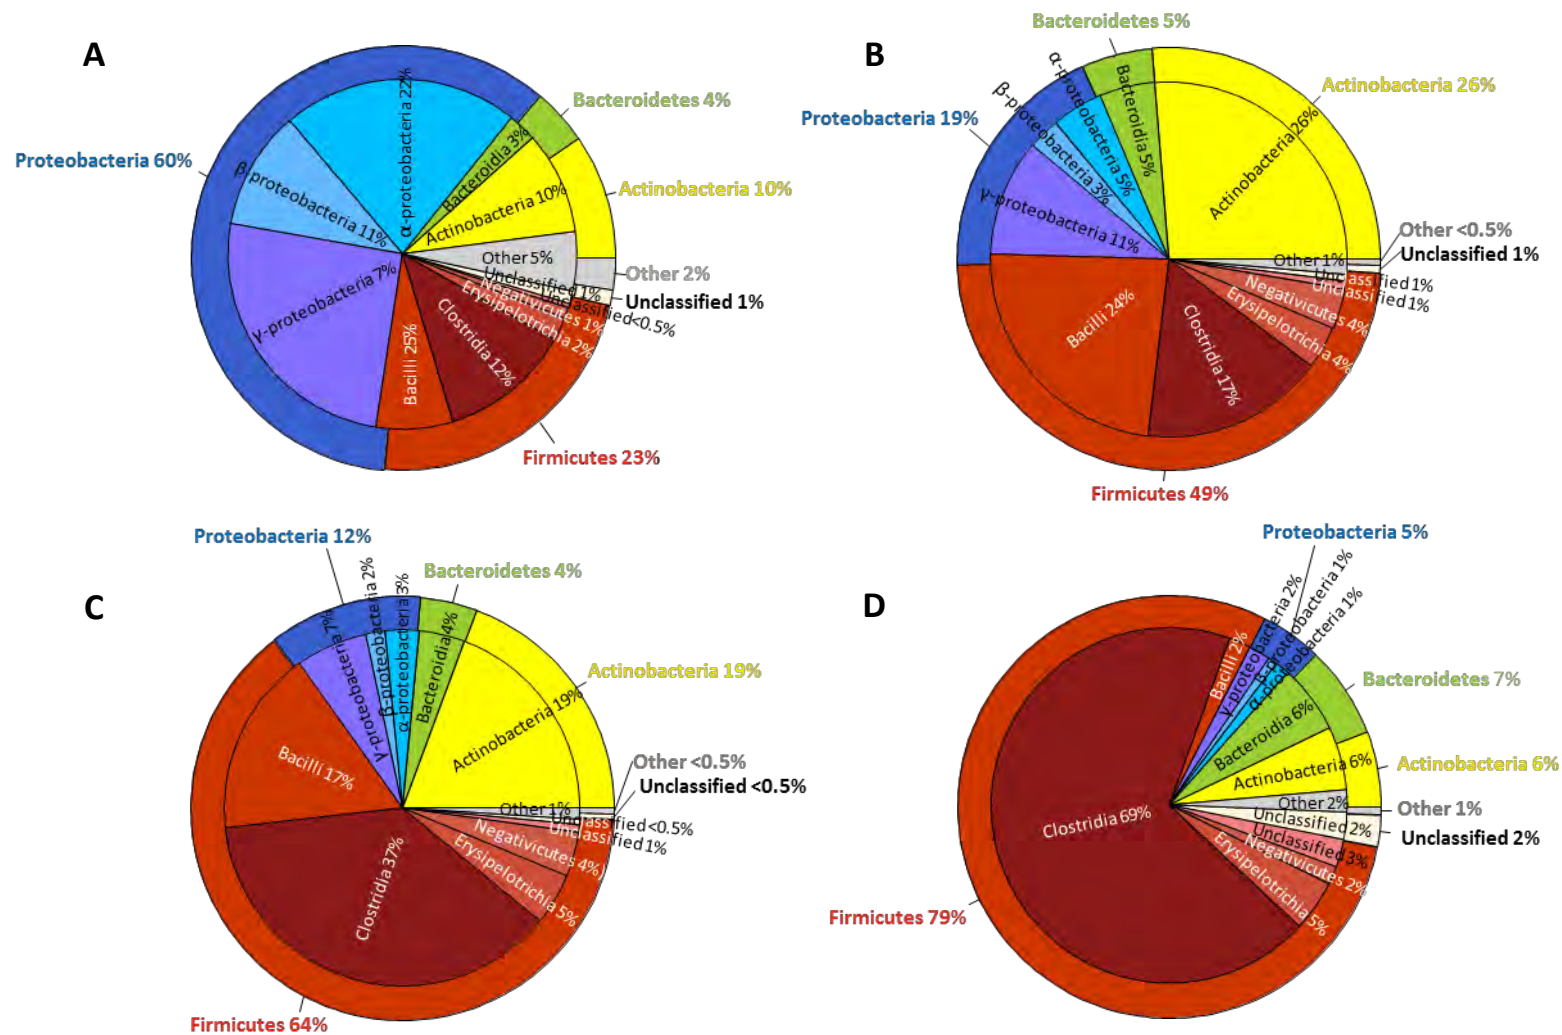 A
Proteobacteria 60%
α-proteobacteria 22%
β-proteobacteria 11%
γ-proteobacteria 7%
Bacilli 25%
Clostridia 12%
Erysipelotrichia 2%
Negativicutes 1%
Unclassified<0.5%
Unclassified 1%
Other 5%
Actinobacteria 10%
Bacteroidia 3%
Bacteroidetes 4%
Actinobacteria 10%
Other 2%
Unclassified 1%
Firmicutes 23%
B
Bacteroidetes 5%
Proteobacteria 19%
α-proteobacteria 5%
β-proteobacteria 3%
γ-proteobacteria 11%
Bacteroidia 5%
Actinobacteria 26%
Actinobacteria 26%
Other <0.5%
Unclassified 1%
Other 1%
Unclassified 1%
Unclassified 1%
Negativicutes 4%
Erysipelotrichia 4%
Clostridia 17%
Bacilli 24%
Firmicutes 49%
C
Proteobacteria 12%
γ-proteobacteria 7%
β-proteobacteria 2%
α-proteobacteria 3%
Bacteroidetes 4%
Bacteroidia 4%
Actinobacteria 19%
Actinobacteria 19%
Other <0.5%
Unclassified <0.5%
Other 1%
Unclassified <0.5%
Unclassified 1%
Negativicutes 4%)
Erysipelotrichia 5%
Clostridia 37%
Bacilli 17%
Firmicutes 64%
D
Proteobacteria 5%
Bacilli 2%
γ-proteobacteria 2%
β-proteobacteria 1%
α-proteobacteria 1%
Bacteroidetes 7%
Bacteroidia 6%
Actinobacteria 6%
Actinobacteria 6%
Other 2%
Other 1%
Unclassified 2%
Unclassified 2%
Unclassified 3%
Negativicutes 2%
Erysipelotrichia 5%
Clostridia 69%
Firmicutes 79%